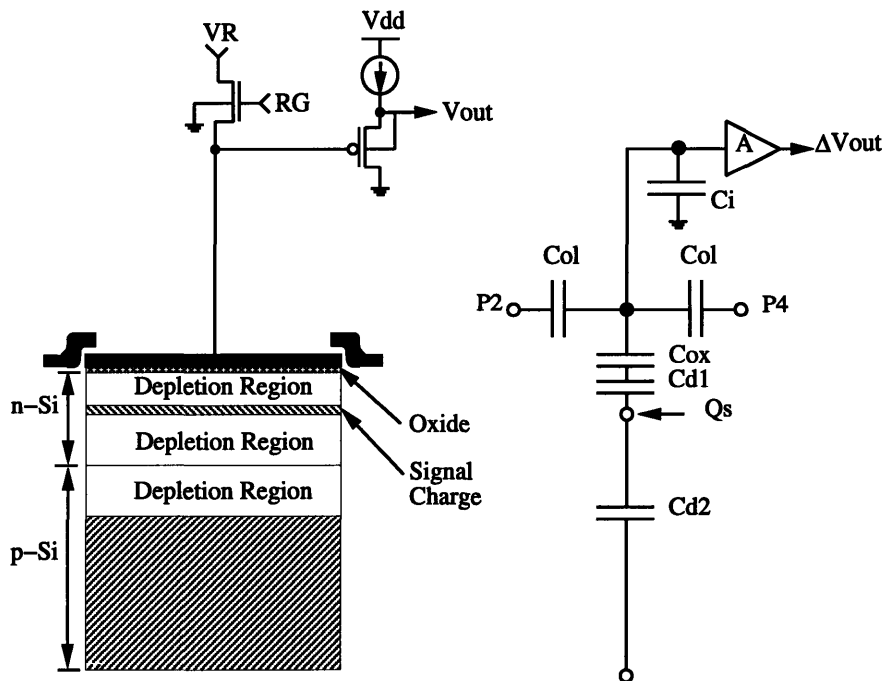 Vdd
VR
RG
Vout
A
ΔVout
Ci
Col
Col
P2
P4
Cox
Cd1
Qs
Cd2
n-Si
Depletion Region
Oxide
Depletion Region
Signal
Charge
Depletion Region
p-Si